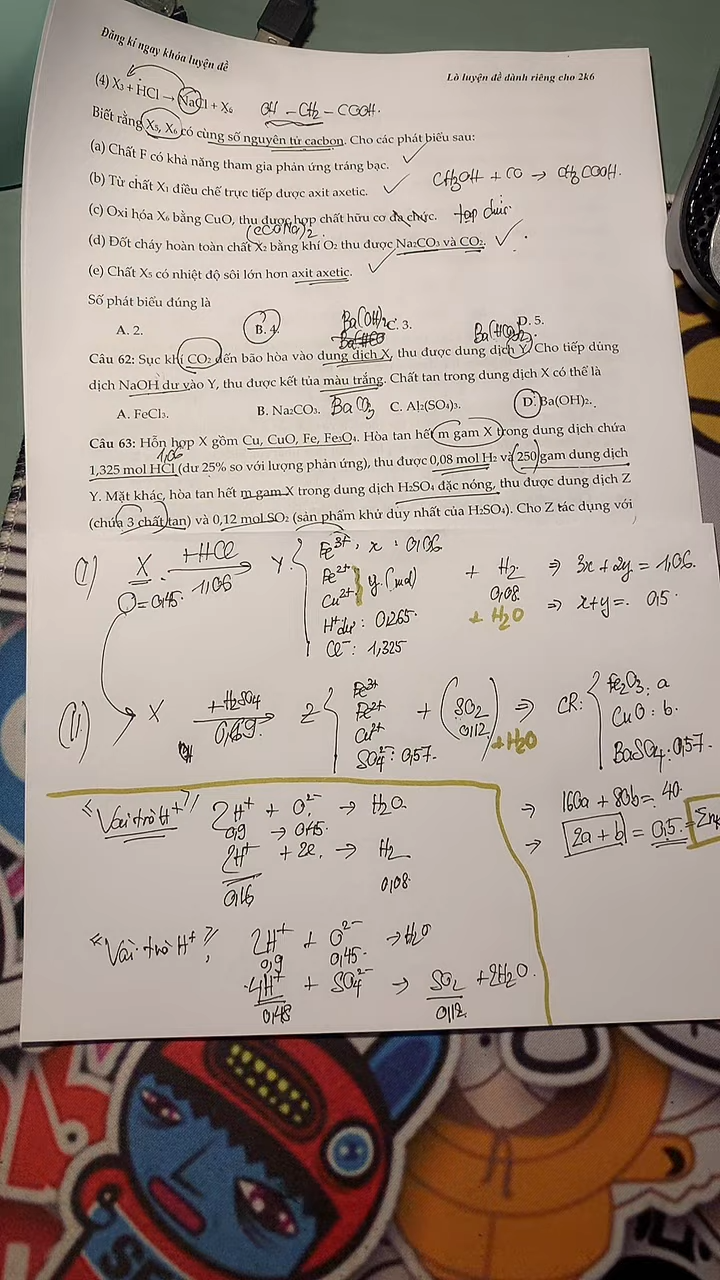 Đăng kí ngay khóa luyện đề
Lò luyện đề dành riêng cho 2k6
(4) X₃ + HCl → NaCl + X₆ OH – CH₂ – COOH.
Biết rằng X₅, X₆ có cùng số nguyên tử cacbon. Cho các phát biểu sau:
(a) Chất F có khả năng tham gia phản ứng tráng bạc. ✓
CH₃OH + CO → CH₃COOH.
(b) Từ chất X₁ điều chế trực tiếp được axit axetic. ✓
(c) Oxi hóa X₆ bằng CuO, thu được hợp chất hữu cơ đa chức. tạp chức.
(COONa)₂
(d) Đốt cháy hoàn toàn chất X₂ bằng khí O₂ thu được Na₂CO₃ và CO₂. ✓
(e) Chất X₅ có nhiệt độ sôi lớn hơn axit axetic. ✓
Số phát biểu đúng là
A. 2. B. 4. C. 3. D. 5.
Ba(OH)₂
Câu 62: Sục khí CO₂ đến bão hòa vào dung dịch X, thu được dung dịch Y. Cho tiếp dùng
dịch NaOH dư vào Y, thu được kết tủa màu trắng. Chất tan trong dung dịch X có thể là
A. FeCl₃. B. Na₂CO₃. BaCO₃ C. Al₂(SO₄)₃. D. Ba(OH)₂.
Câu 63: Hỗn hợp X gồm Cu, CuO, Fe, Fe₃O₄. Hòa tan hết m gam X trong dung dịch chứa
1,06
1,325 mol HCl (dư 25% so với lượng phản ứng), thu được 0,08 mol H₂ và 250 gam dung dịch
Y. Mặt khác, hòa tan hết m gam X trong dung dịch H₂SO₄ đặc nóng, thu được dung dịch Z
(chứa 3 chất tan) và 0,12 mol SO₂ (sản phẩm khử duy nhất của H₂SO₄). Cho Z tác dụng với
(I) X +HCl → Y Fe³⁺: x : 0,06
O = 0,45. 1,06 Fe²⁺ Cu²⁺ } y (mol) + H₂ ⇒ 3x + 2y = 1,06.
0,08 ⇒ x + y = 0,5.
H⁺dư : 0,265 + H₂O
Cl⁻ : 1,325
(II) X +H₂SO₄ → Z Fe³⁺ Fe²⁺ Cu²⁺ + (SO₂ ⇒ CR: Fe₂O₃ : a
0,69. 0,12) +H₂O CuO : b.
SO₄²⁻ : 0,57. BaSO₄ : 0,57.
"Vai trò H⁺" 2H⁺ + O²⁻ → H₂O ⇒ 160a + 80b = 40.
0,9 → 0,45. ⇒ 2a + b = 0,5 =
2H⁺ + 2e. → H₂
0,16 0,08.
"Vai trò H⁺" 2H⁺ + O²⁻ → H₂O
0,9 0,45.
4H⁺ + SO₄²⁻ → SO₂ + 2H₂O.
0,48 0,12